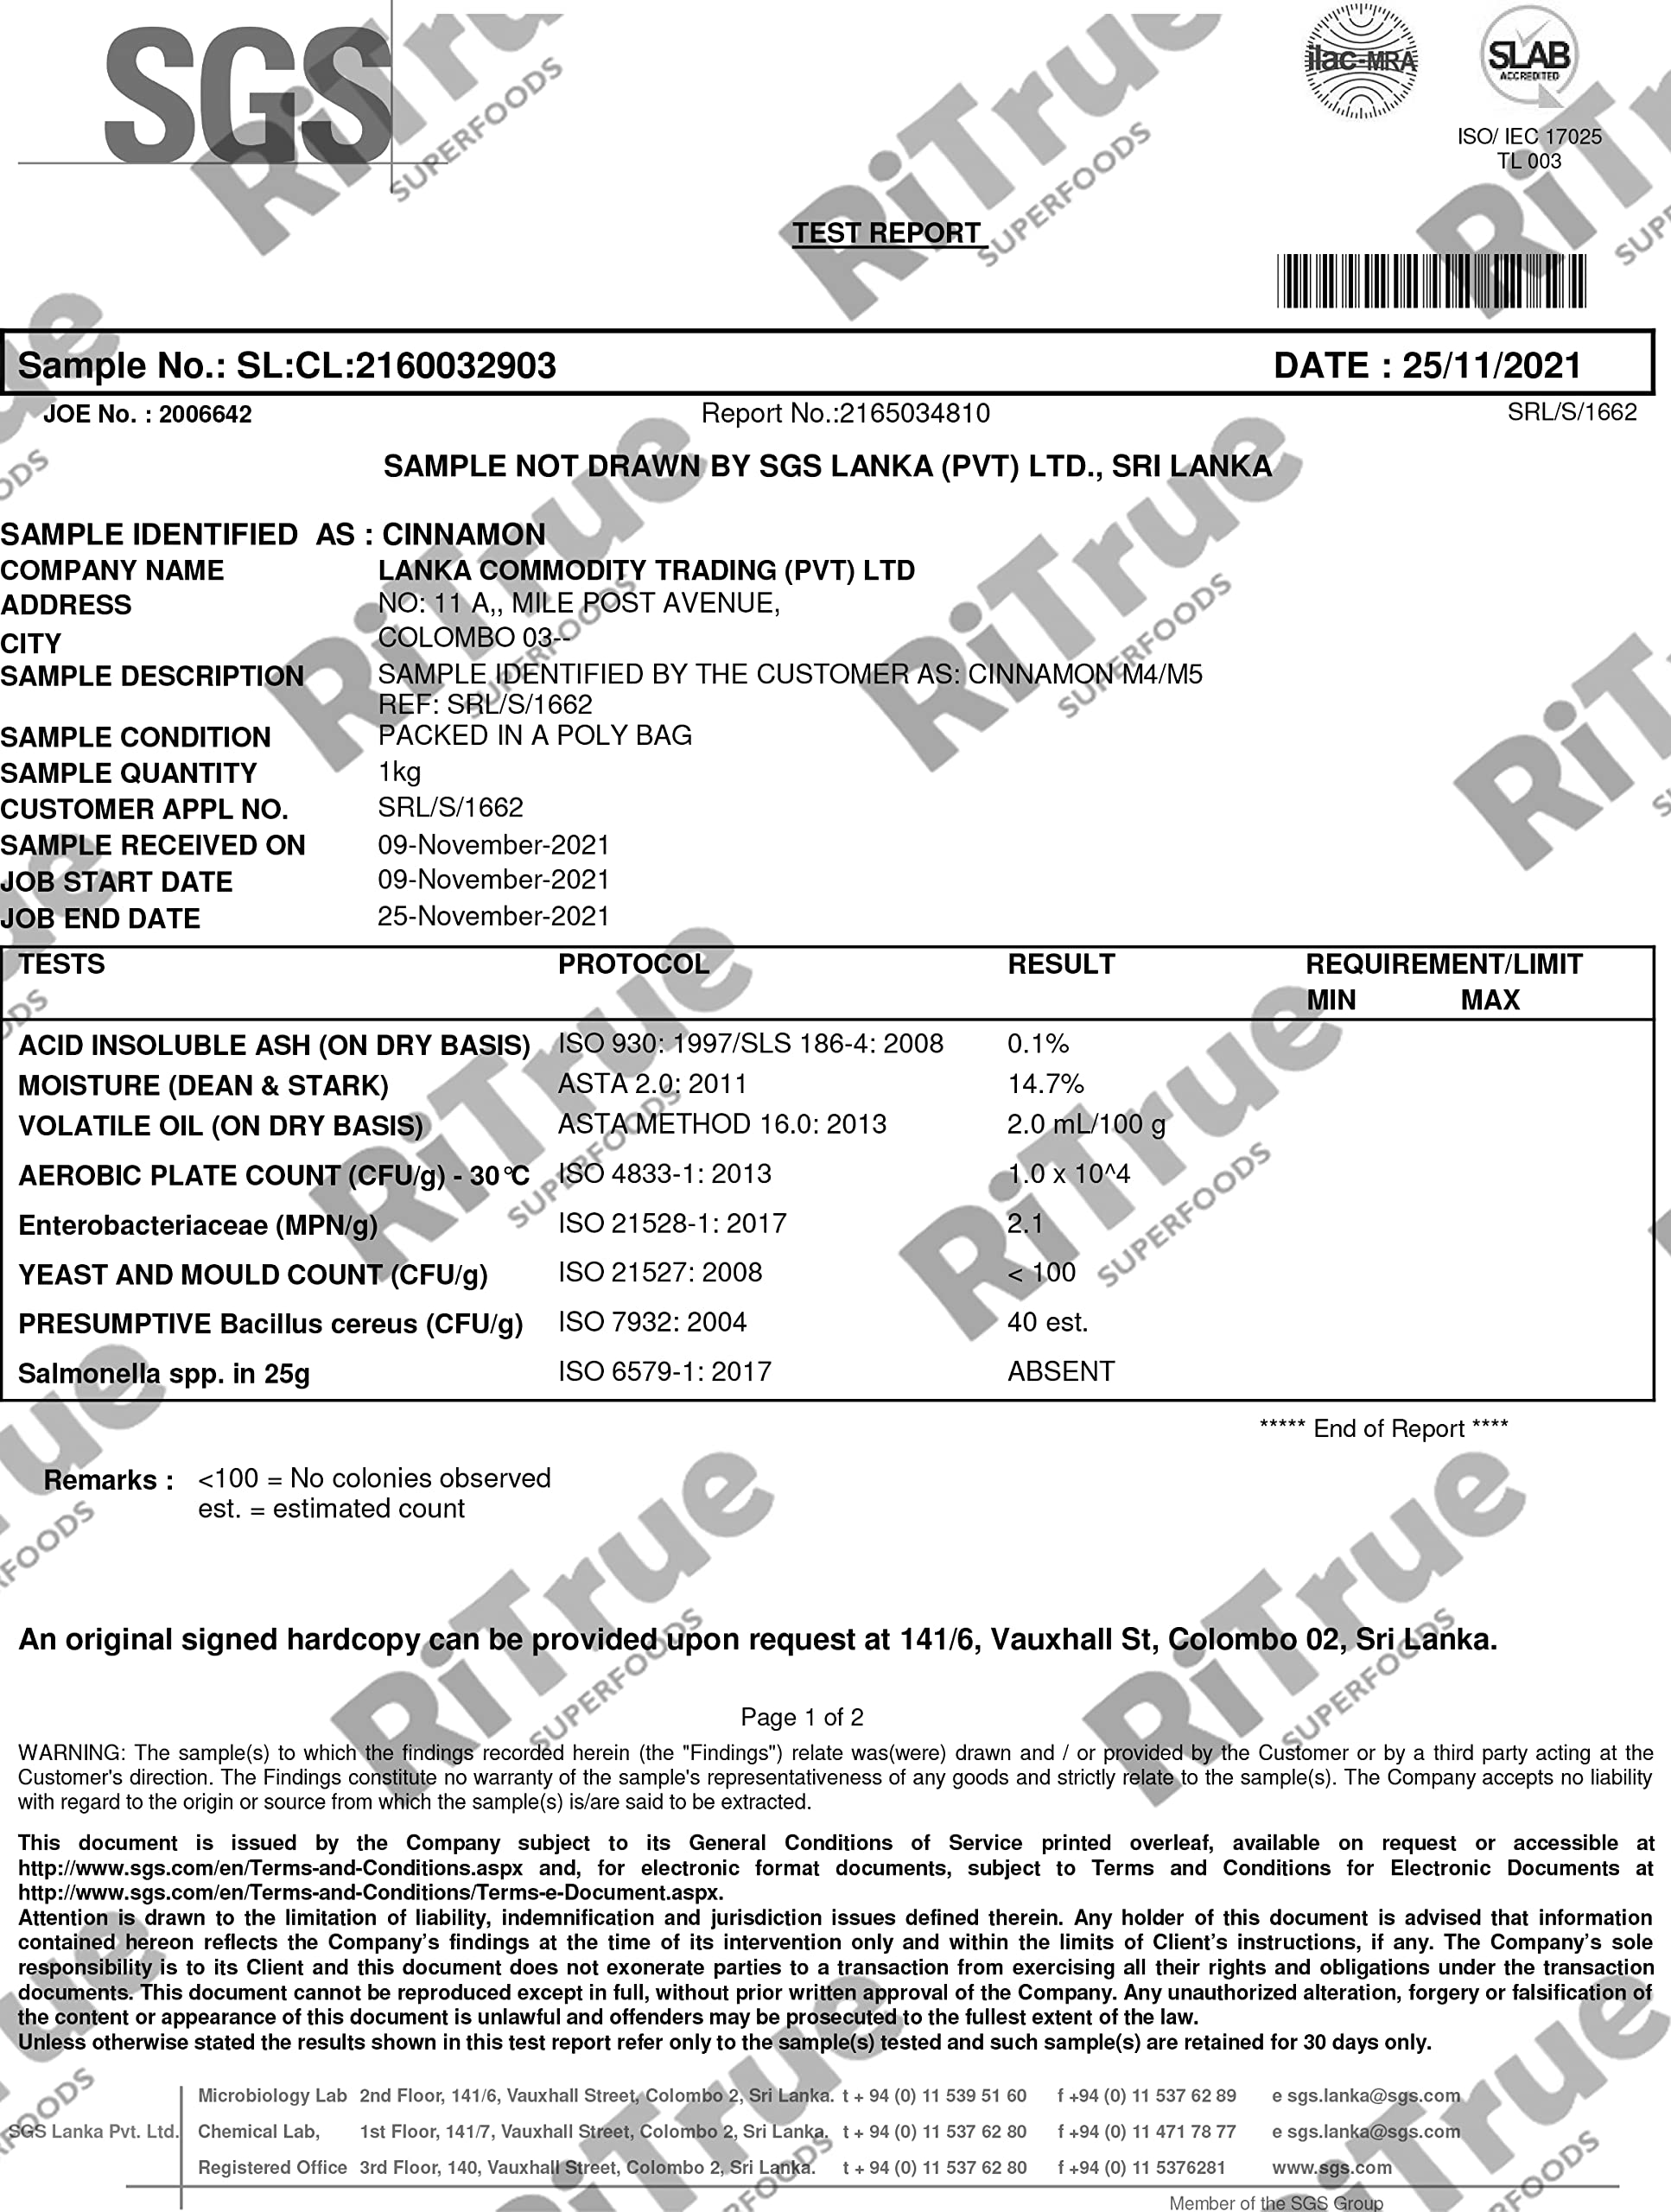 SGS
ilac-MRA
SLAB
ACCREDITED
ISO/ IEC 17025
TL 003
TEST REPORT
Sample No.: SL:CL:2160032903 DATE : 25/11/2021
JOE No. : 2006642 Report No.:2165034810 SRL/S/1662
SAMPLE NOT DRAWN BY SGS LANKA (PVT) LTD., SRI LANKA
SAMPLE IDENTIFIED AS : CINNAMON
COMPANY NAME LANKA COMMODITY TRADING (PVT) LTD
ADDRESS NO: 11 A,, MILE POST AVENUE,
CITY COLOMBO 03--
SAMPLE DESCRIPTION SAMPLE IDENTIFIED BY THE CUSTOMER AS: CINNAMON M4/M5
REF: SRL/S/1662
SAMPLE CONDITION PACKED IN A POLY BAG
SAMPLE QUANTITY 1kg
CUSTOMER APPL NO. SRL/S/1662
SAMPLE RECEIVED ON 09-November-2021
JOB START DATE 09-November-2021
JOB END DATE 25-November-2021
TESTS PROTOCOL RESULT REQUIREMENT/LIMIT
MIN MAX
ACID INSOLUBLE ASH (ON DRY BASIS) ISO 930: 1997/SLS 186-4: 2008 0.1%
MOISTURE (DEAN & STARK) ASTA 2.0: 2011 14.7%
VOLATILE OIL (ON DRY BASIS) ASTA METHOD 16.0: 2013 2.0 mL/100 g
AEROBIC PLATE COUNT (CFU/g) - 30°C ISO 4833-1: 2013 1.0 x 10^4
Enterobacteriaceae (MPN/g) ISO 21528-1: 2017 2.1
YEAST AND MOULD COUNT (CFU/g) ISO 21527: 2008 < 100
PRESUMPTIVE Bacillus cereus (CFU/g) ISO 7932: 2004 40 est.
Salmonella spp. in 25g ISO 6579-1: 2017 ABSENT
***** End of Report ****
Remarks : <100 = No colonies observed
est. = estimated count
An original signed hardcopy can be provided upon request at 141/6, Vauxhall St, Colombo 02, Sri Lanka.
Page 1 of 2
WARNING: The sample(s) to which the findings recorded herein (the "Findings") relate was(were) drawn and / or provided by the Customer or by a third party acting at the
Customer's direction. The Findings constitute no warranty of the sample's representativeness of any goods and strictly relate to the sample(s). The Company accepts no liability
with regard to the origin or source from which the sample(s) is/are said to be extracted.
This document is issued by the Company subject to its General Conditions of Service printed overleaf, available on request or accessible at
http://www.sgs.com/en/Terms-and-Conditions.aspx and, for electronic format documents, subject to Terms and Conditions for Electronic Documents at
http://www.sgs.com/en/Terms-and-Conditions/Terms-e-Document.aspx.
Attention is drawn to the limitation of liability, indemnification and jurisdiction issues defined therein. Any holder of this document is advised that information
contained hereon reflects the Company's findings at the time of its intervention only and within the limits of Client's instructions, if any. The Company's sole
responsibility is to its Client and this document does not exonerate parties to a transaction from exercising all their rights and obligations under the transaction
documents. This document cannot be reproduced except in full, without prior written approval of the Company. Any unauthorized alteration, forgery or falsification of
the content or appearance of this document is unlawful and offenders may be prosecuted to the fullest extent of the law.
Unless otherwise stated the results shown in this test report refer only to the sample(s) tested and such sample(s) are retained for 30 days only.
SGS Lanka Pvt. Ltd.
Microbiology Lab 2nd Floor, 141/6, Vauxhall Street, Colombo 2, Sri Lanka. t + 94 (0) 11 539 51 60 f +94 (0) 11 537 62 89 e sgs.lanka@sgs.com
Chemical Lab, 1st Floor, 141/7, Vauxhall Street, Colombo 2, Sri Lanka. t + 94 (0) 11 537 62 80 f +94 (0) 11 471 78 77 e sgs.lanka@sgs.com
Registered Office 3rd Floor, 140, Vauxhall Street, Colombo 2, Sri Lanka. t + 94 (0) 11 537 62 80 f +94 (0) 11 5376281 www.sgs.com
Member of the SGS Group
RiTrue
SUPERFOODS